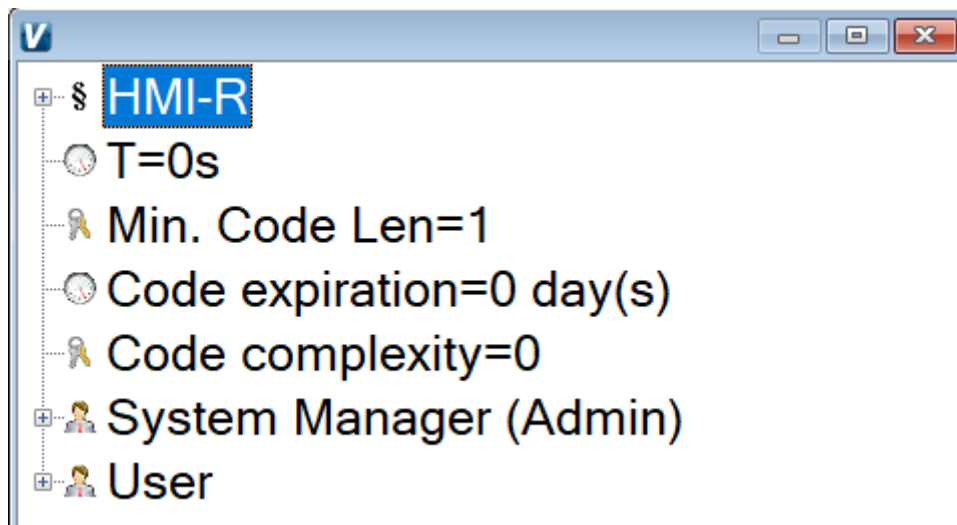 V
§ HMI-R
T=0s
Min. Code Len=1
Code expiration=0 day(s)
Code complexity=0
System Manager (Admin)
User